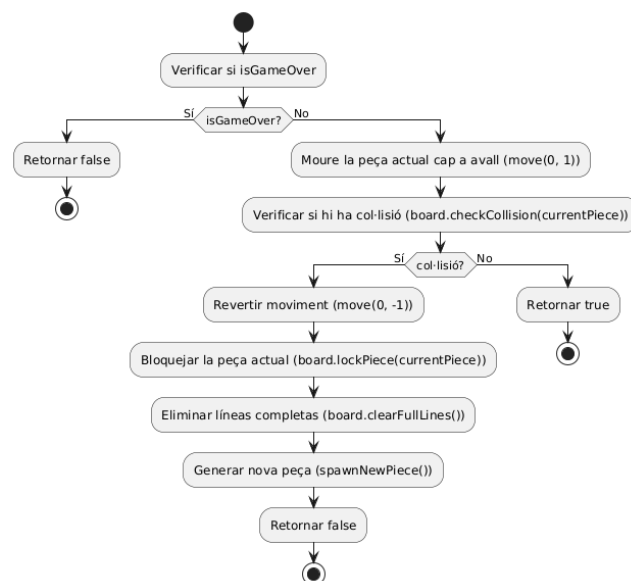 Verificar si isGameOver
Sí
isGameOver?
No
Retornar false
Moure la peça actual cap a avall (move(0, 1))
Verificar si hi ha col·lisió (board.checkCollision(currentPiece))
Sí
col·lisió?
No
Revertir moviment (move(0, -1))
Retornar true
Bloquejar la peça actual (board.lockPiece(currentPiece))
Eliminar líneas completas (board.clearFullLines())
Generar nova peça (spawnNewPiece())
Retornar false